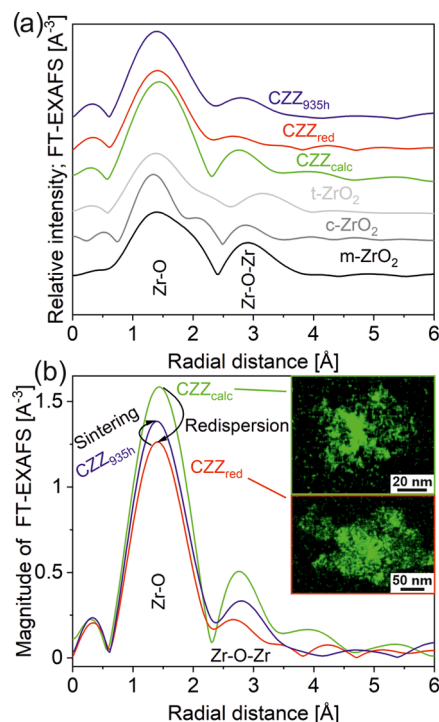 (a)
Relative intensity; FT-EXAFS [A⁻³]
CZZ₉₃₅ₕ
CZZred
CZZcalc
t-ZrO₂
c-ZrO₂
m-ZrO₂
Zr-O
Zr-O-Zr
0 1 2 3 4 5 6
Radial distance [Å]
(b)
Magnitude of FT-EXAFS [A⁻³]
1.5
1
0.5
0
CZZcalc
Sintering
Redispersion
CZZ₉₃₅ₕ
CZZred
20 nm
50 nm
Zr-O
Zr-O-Zr
0 1 2 3 4 5 6
Radial distance [Å]